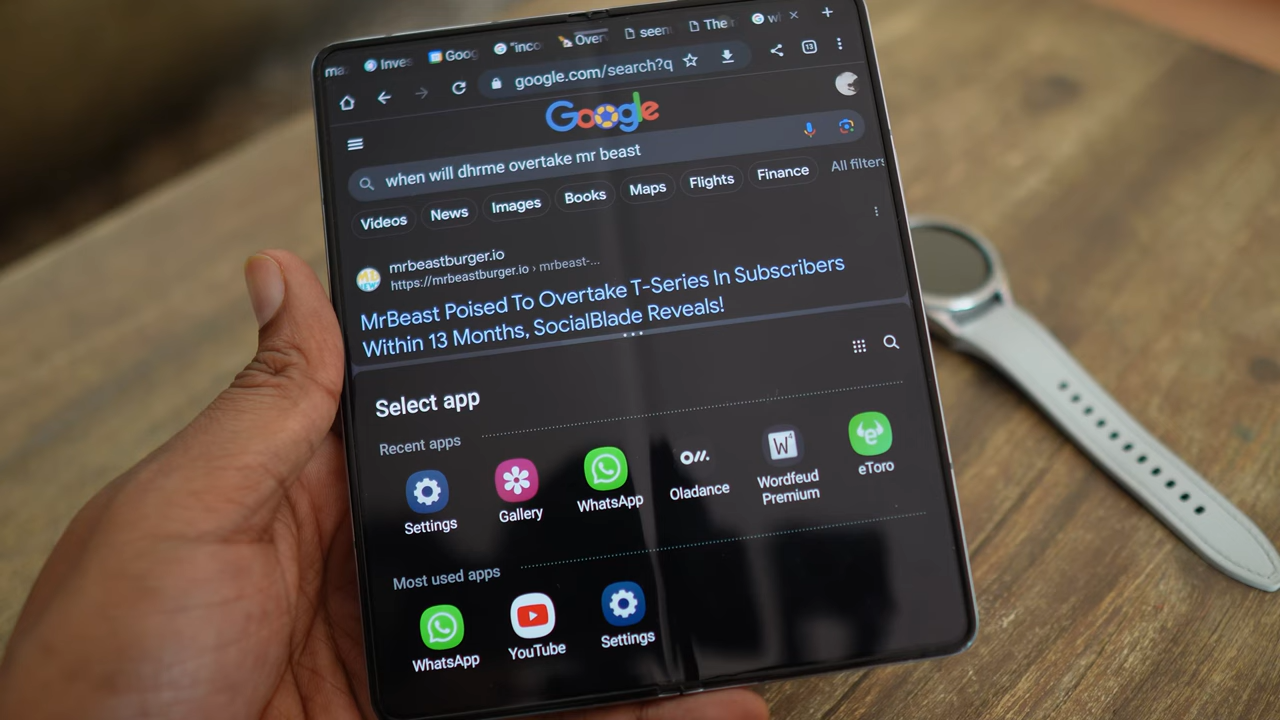 Inves
Goog
"inco
Over
seen
The
google.com/search?q
13
Google
when will dhrme overtake mr beast
Videos
News
Images
Books
Maps
Flights
Finance
All filters
mrbeastburger.io
https://mrbeastburger.io › mrbeast-...
MrBeast Poised To Overtake T-Series In Subscribers
Within 13 Months, SocialBlade Reveals!
Select app
Recent apps
Settings
Gallery
WhatsApp
Oladance
Wordfeud
Premium
eToro
Most used apps
WhatsApp
YouTube
Settings